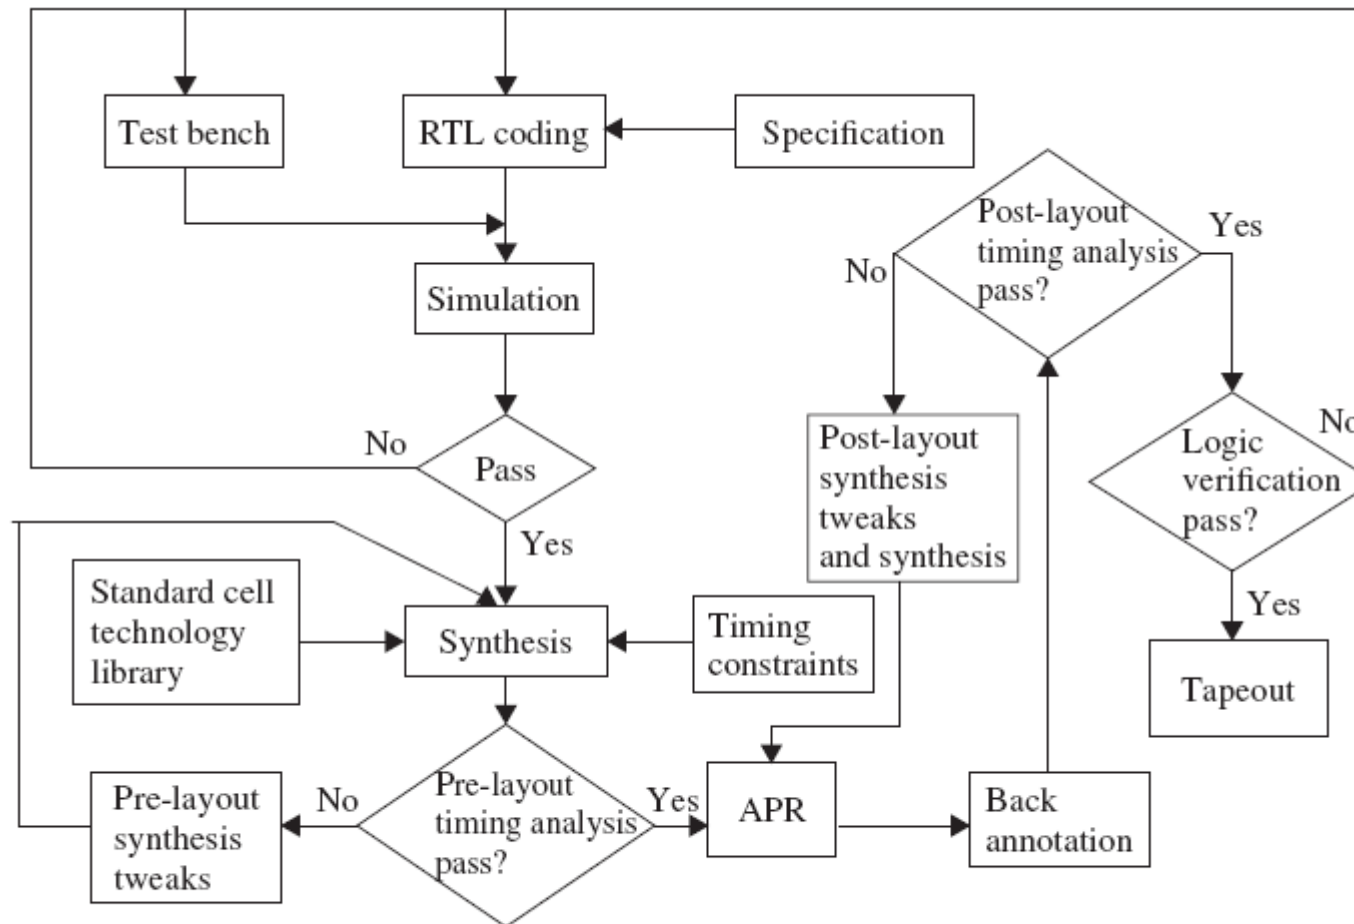 Test bench
RTL coding
Specification
Simulation
No
Pass
Yes
Standard cell
technology
library
Synthesis
Timing
constraints
Pre-layout
synthesis
tweaks
No
Pre-layout
timing analysis
pass?
Yes
APR
Back
annotation
Post-layout
synthesis
tweaks
and synthesis
No
Post-layout
timing analysis
pass?
Yes
Logic
verification
pass?
No
Yes
Tapeout